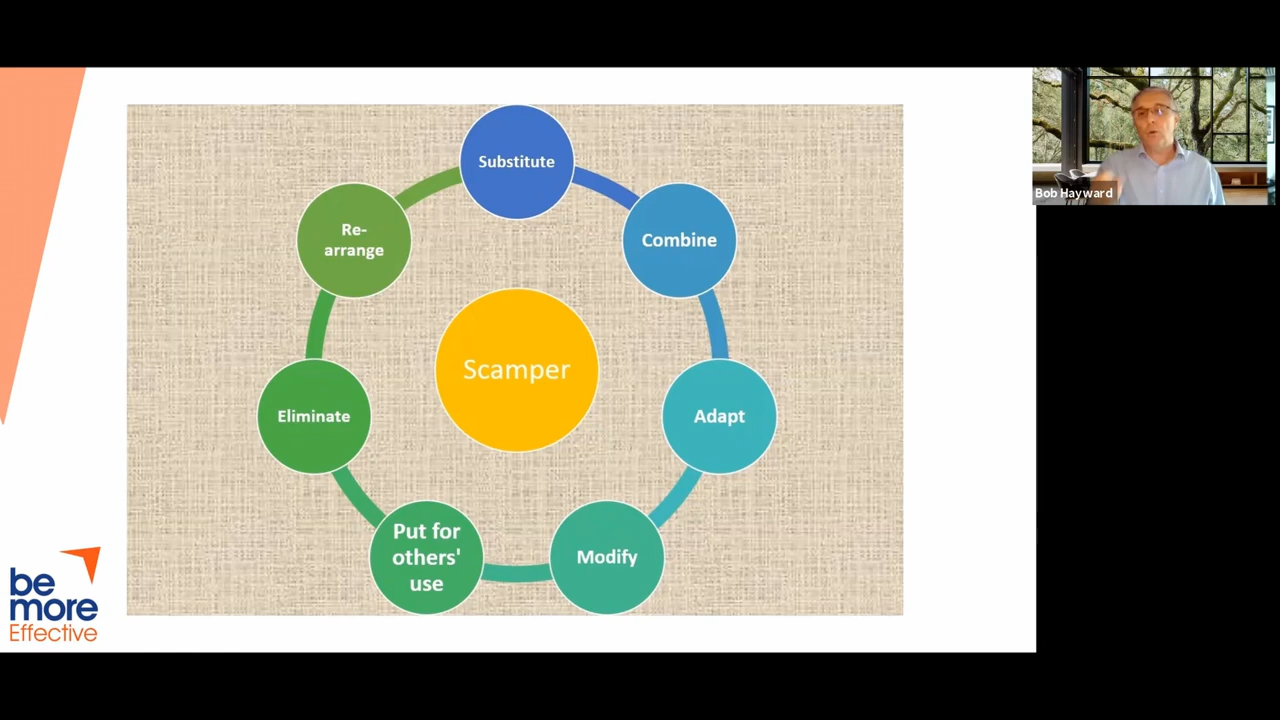 Substitute
Combine
Adapt
Modify
Put for
others'
use
Eliminate
Re-
arrange
Scamper
be
more
Effective
Bob Hayward